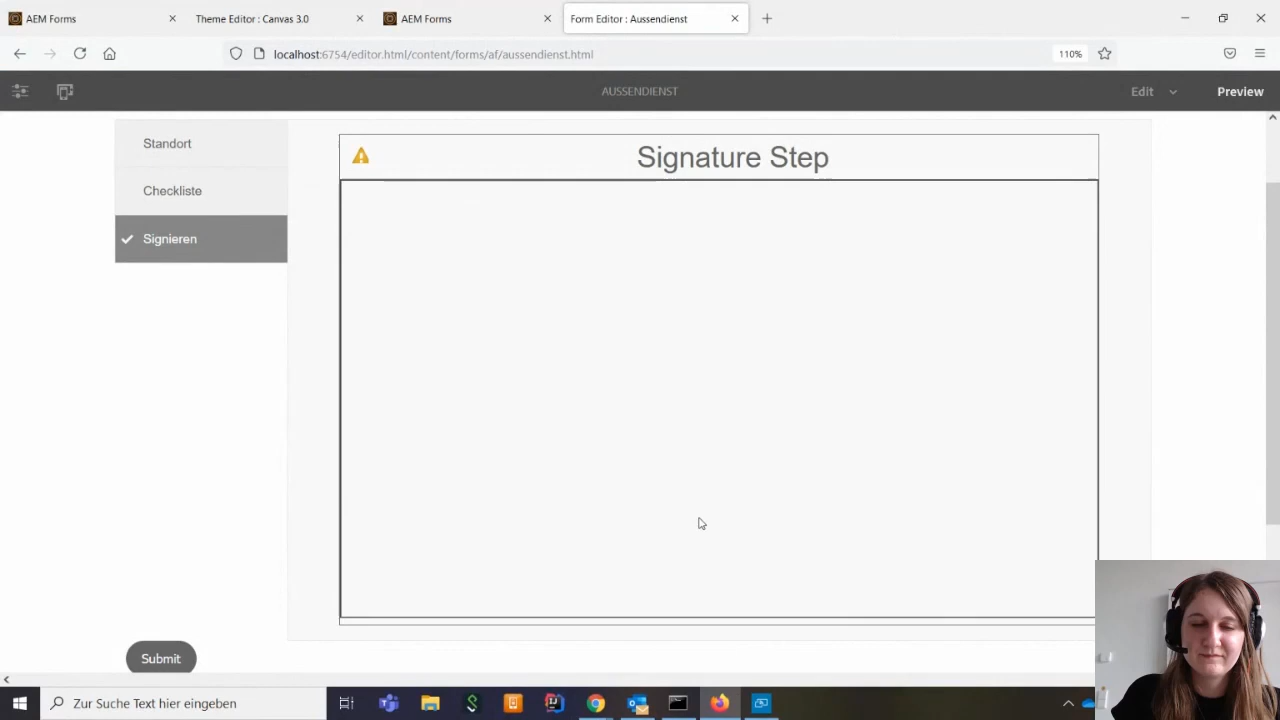 AEM Forms
Theme Editor : Canvas 3.0
AEM Forms
Form Editor : Aussendienst
localhost:6754/editor.html/content/forms/af/aussendienst.html
110%
AUSSENDIENST
Edit
Preview
Standort
Checkliste
Signieren
Signature Step
Submit
Zur Suche Text hier eingeben